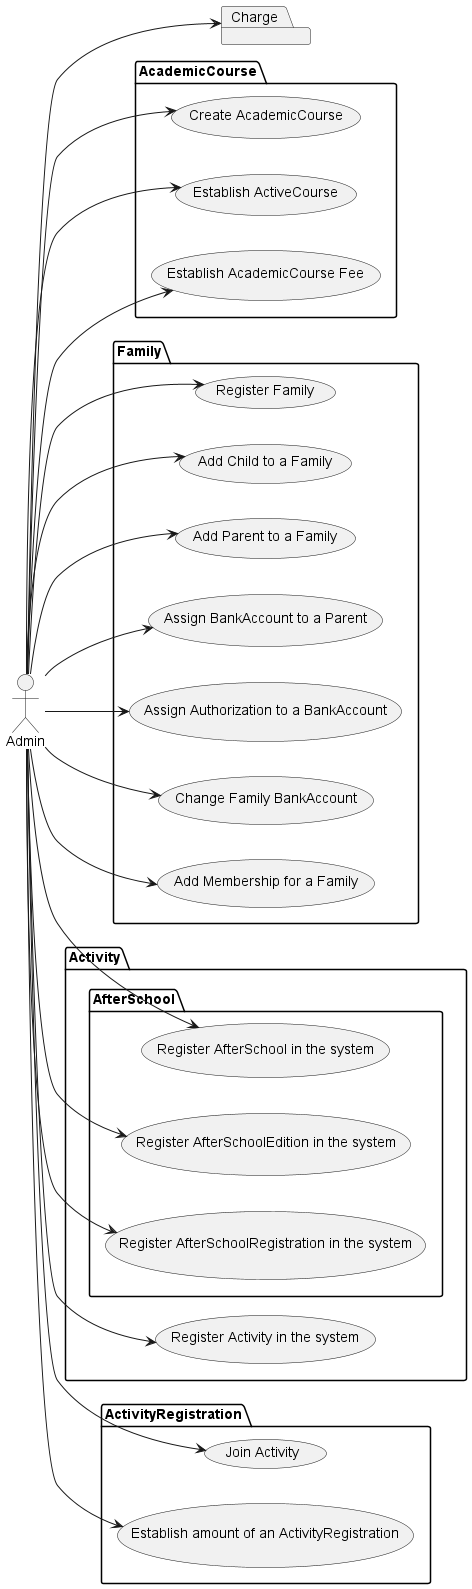 Charge
AcademicCourse
Create AcademicCourse
Establish ActiveCourse
Establish AcademicCourse Fee
Family
Register Family
Add Child to a Family
Add Parent to a Family
Assign BankAccount to a Parent
Assign Authorization to a BankAccount
Admin
Change Family BankAccount
Add Membership for a Family
Activity
AfterSchool
Register AfterSchool in the system
Register AfterSchoolEdition in the system
Register AfterSchoolRegistration in the system
Register Activity in the system
ActivityRegistration
Join Activity
Establish amount of an ActivityRegistration